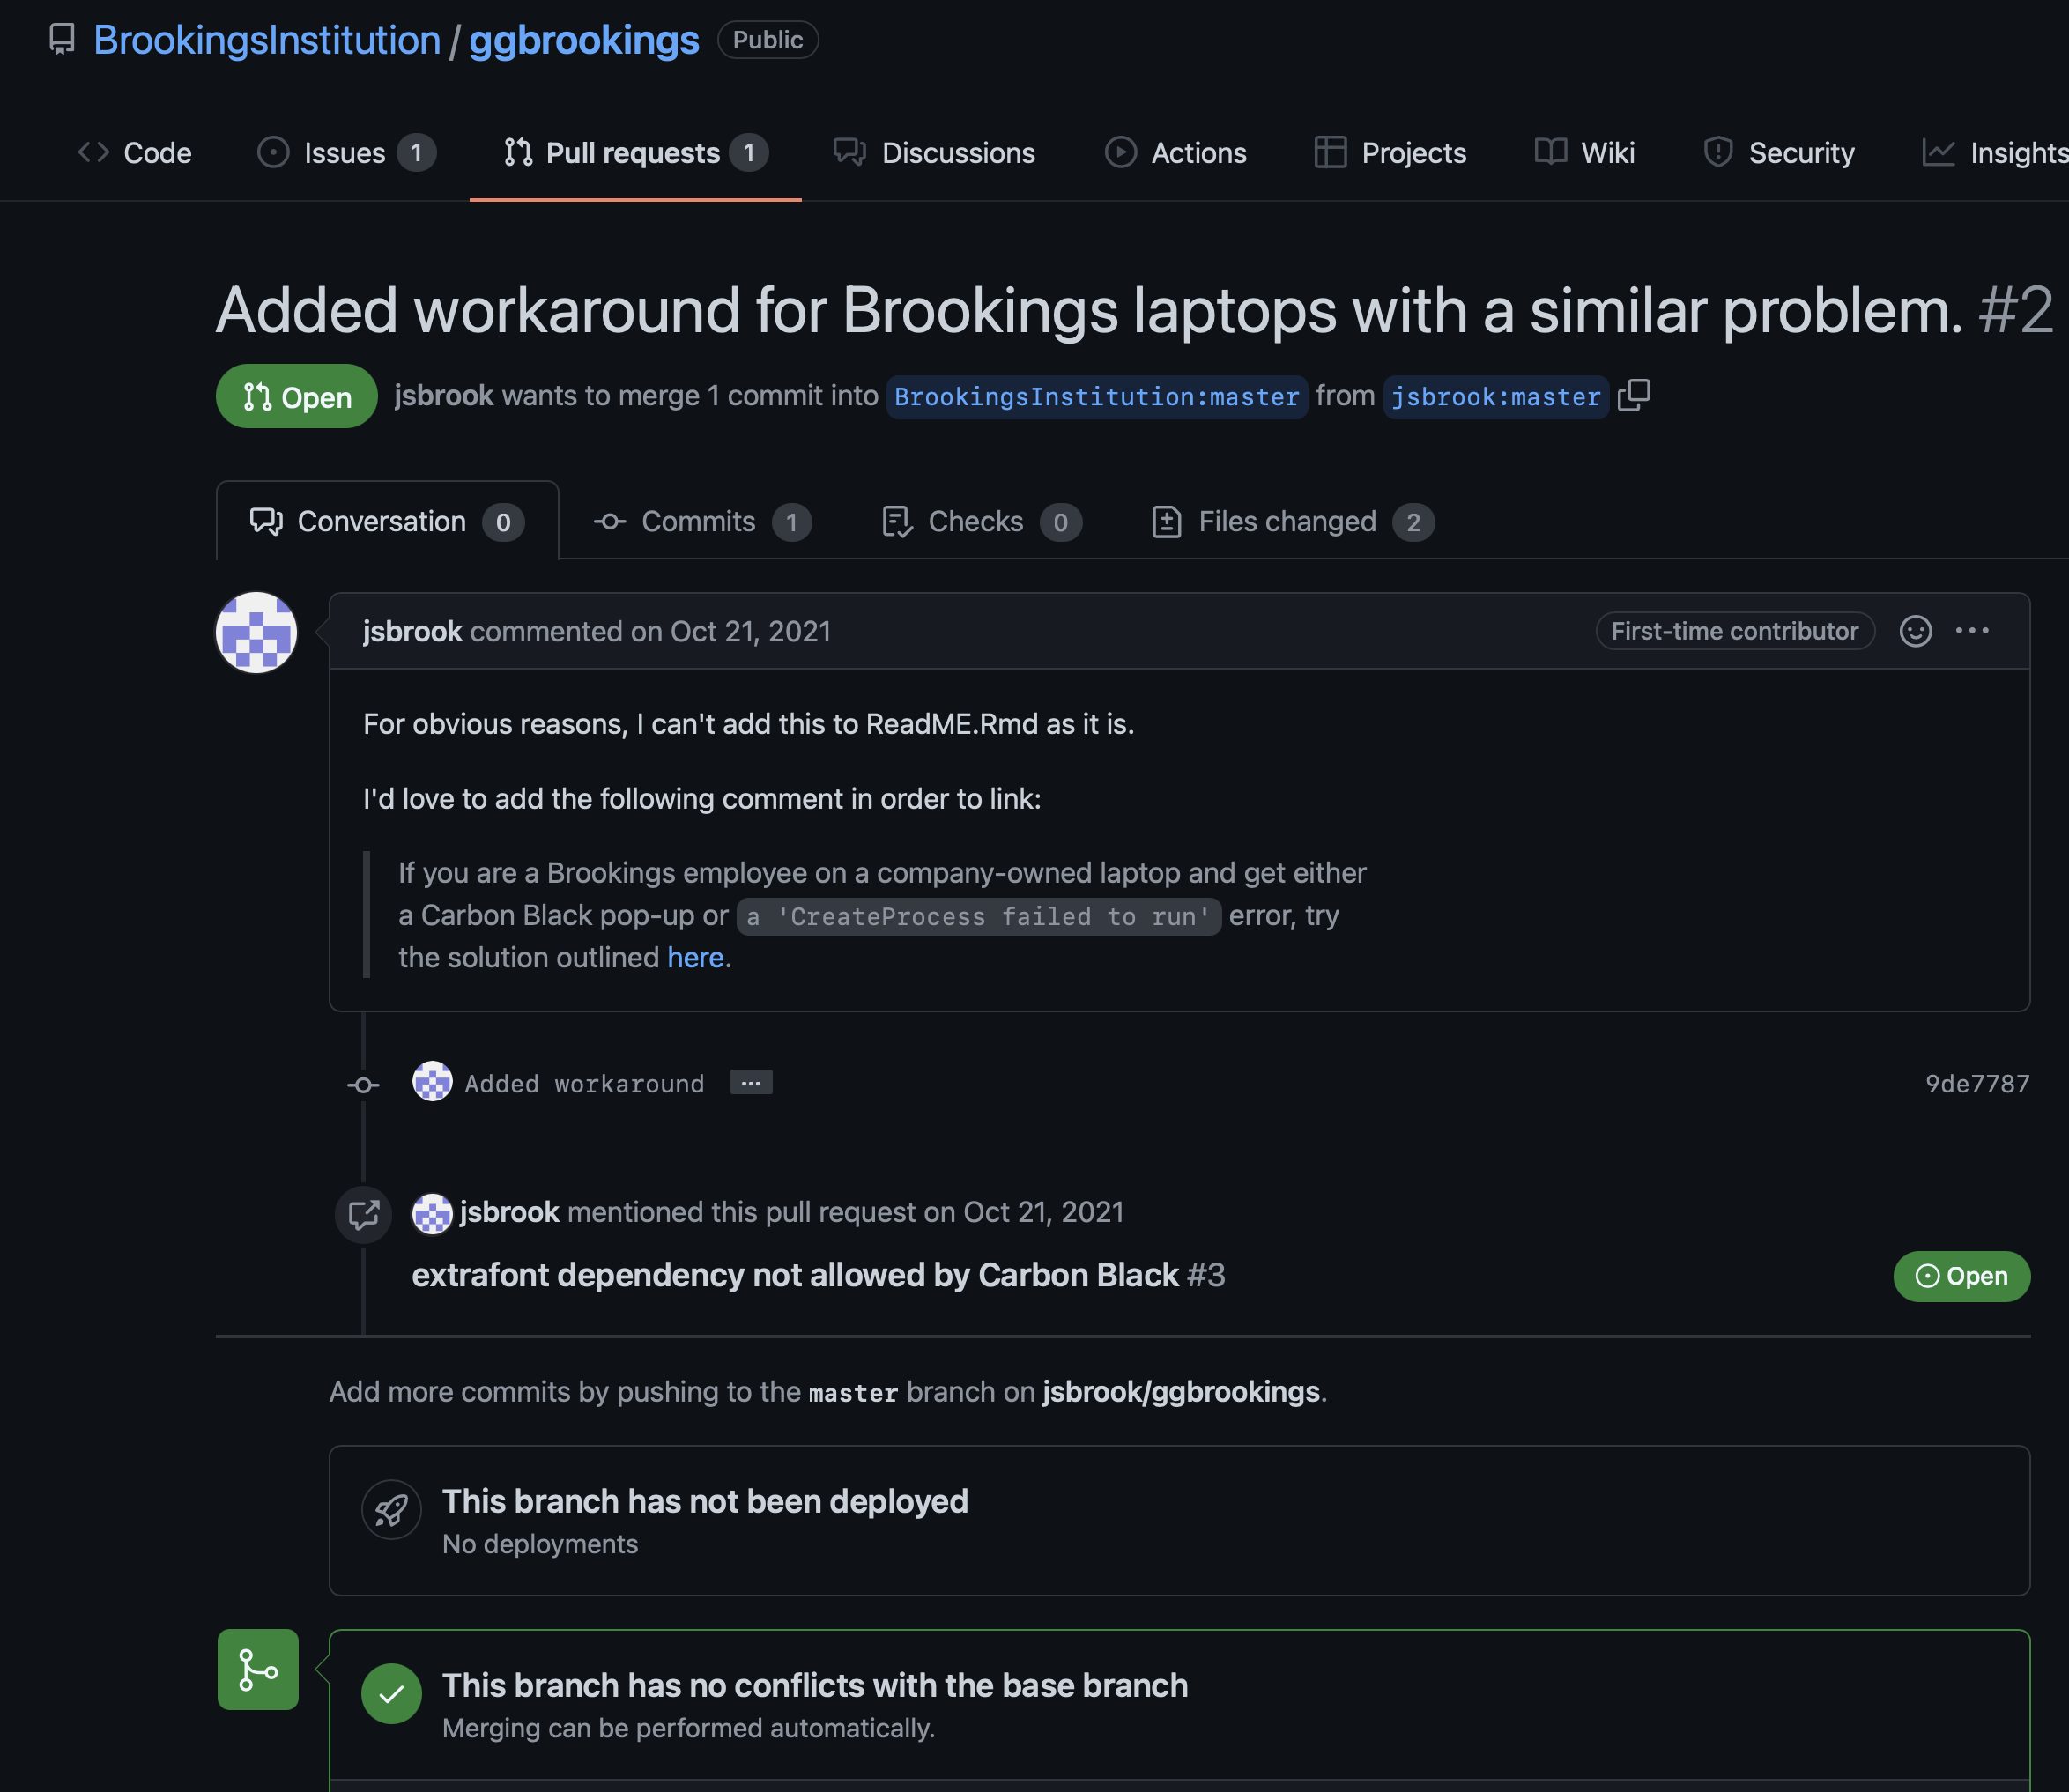 BrookingsInstitution / ggbrookings Public
Code Issues 1 Pull requests 1 Discussions Actions Projects Wiki Security Insights
Added workaround for Brookings laptops with a similar problem. #2
Open jsbrook wants to merge 1 commit into BrookingsInstitution:master from jsbrook:master
Conversation 0 Commits 1 Checks 0 Files changed 2
jsbrook commented on Oct 21, 2021 First-time contributor
For obvious reasons, I can't add this to ReadME.Rmd as it is.
I'd love to add the following comment in order to link:
If you are a Brookings employee on a company-owned laptop and get either
a Carbon Black pop-up or a 'CreateProcess failed to run' error, try
the solution outlined here.
Added workaround ... 9de7787
jsbrook mentioned this pull request on Oct 21, 2021
extrafont dependency not allowed by Carbon Black #3 Open
Add more commits by pushing to the master branch on jsbrook/ggbrookings.
This branch has not been deployed
No deployments
This branch has no conflicts with the base branch
Merging can be performed automatically.